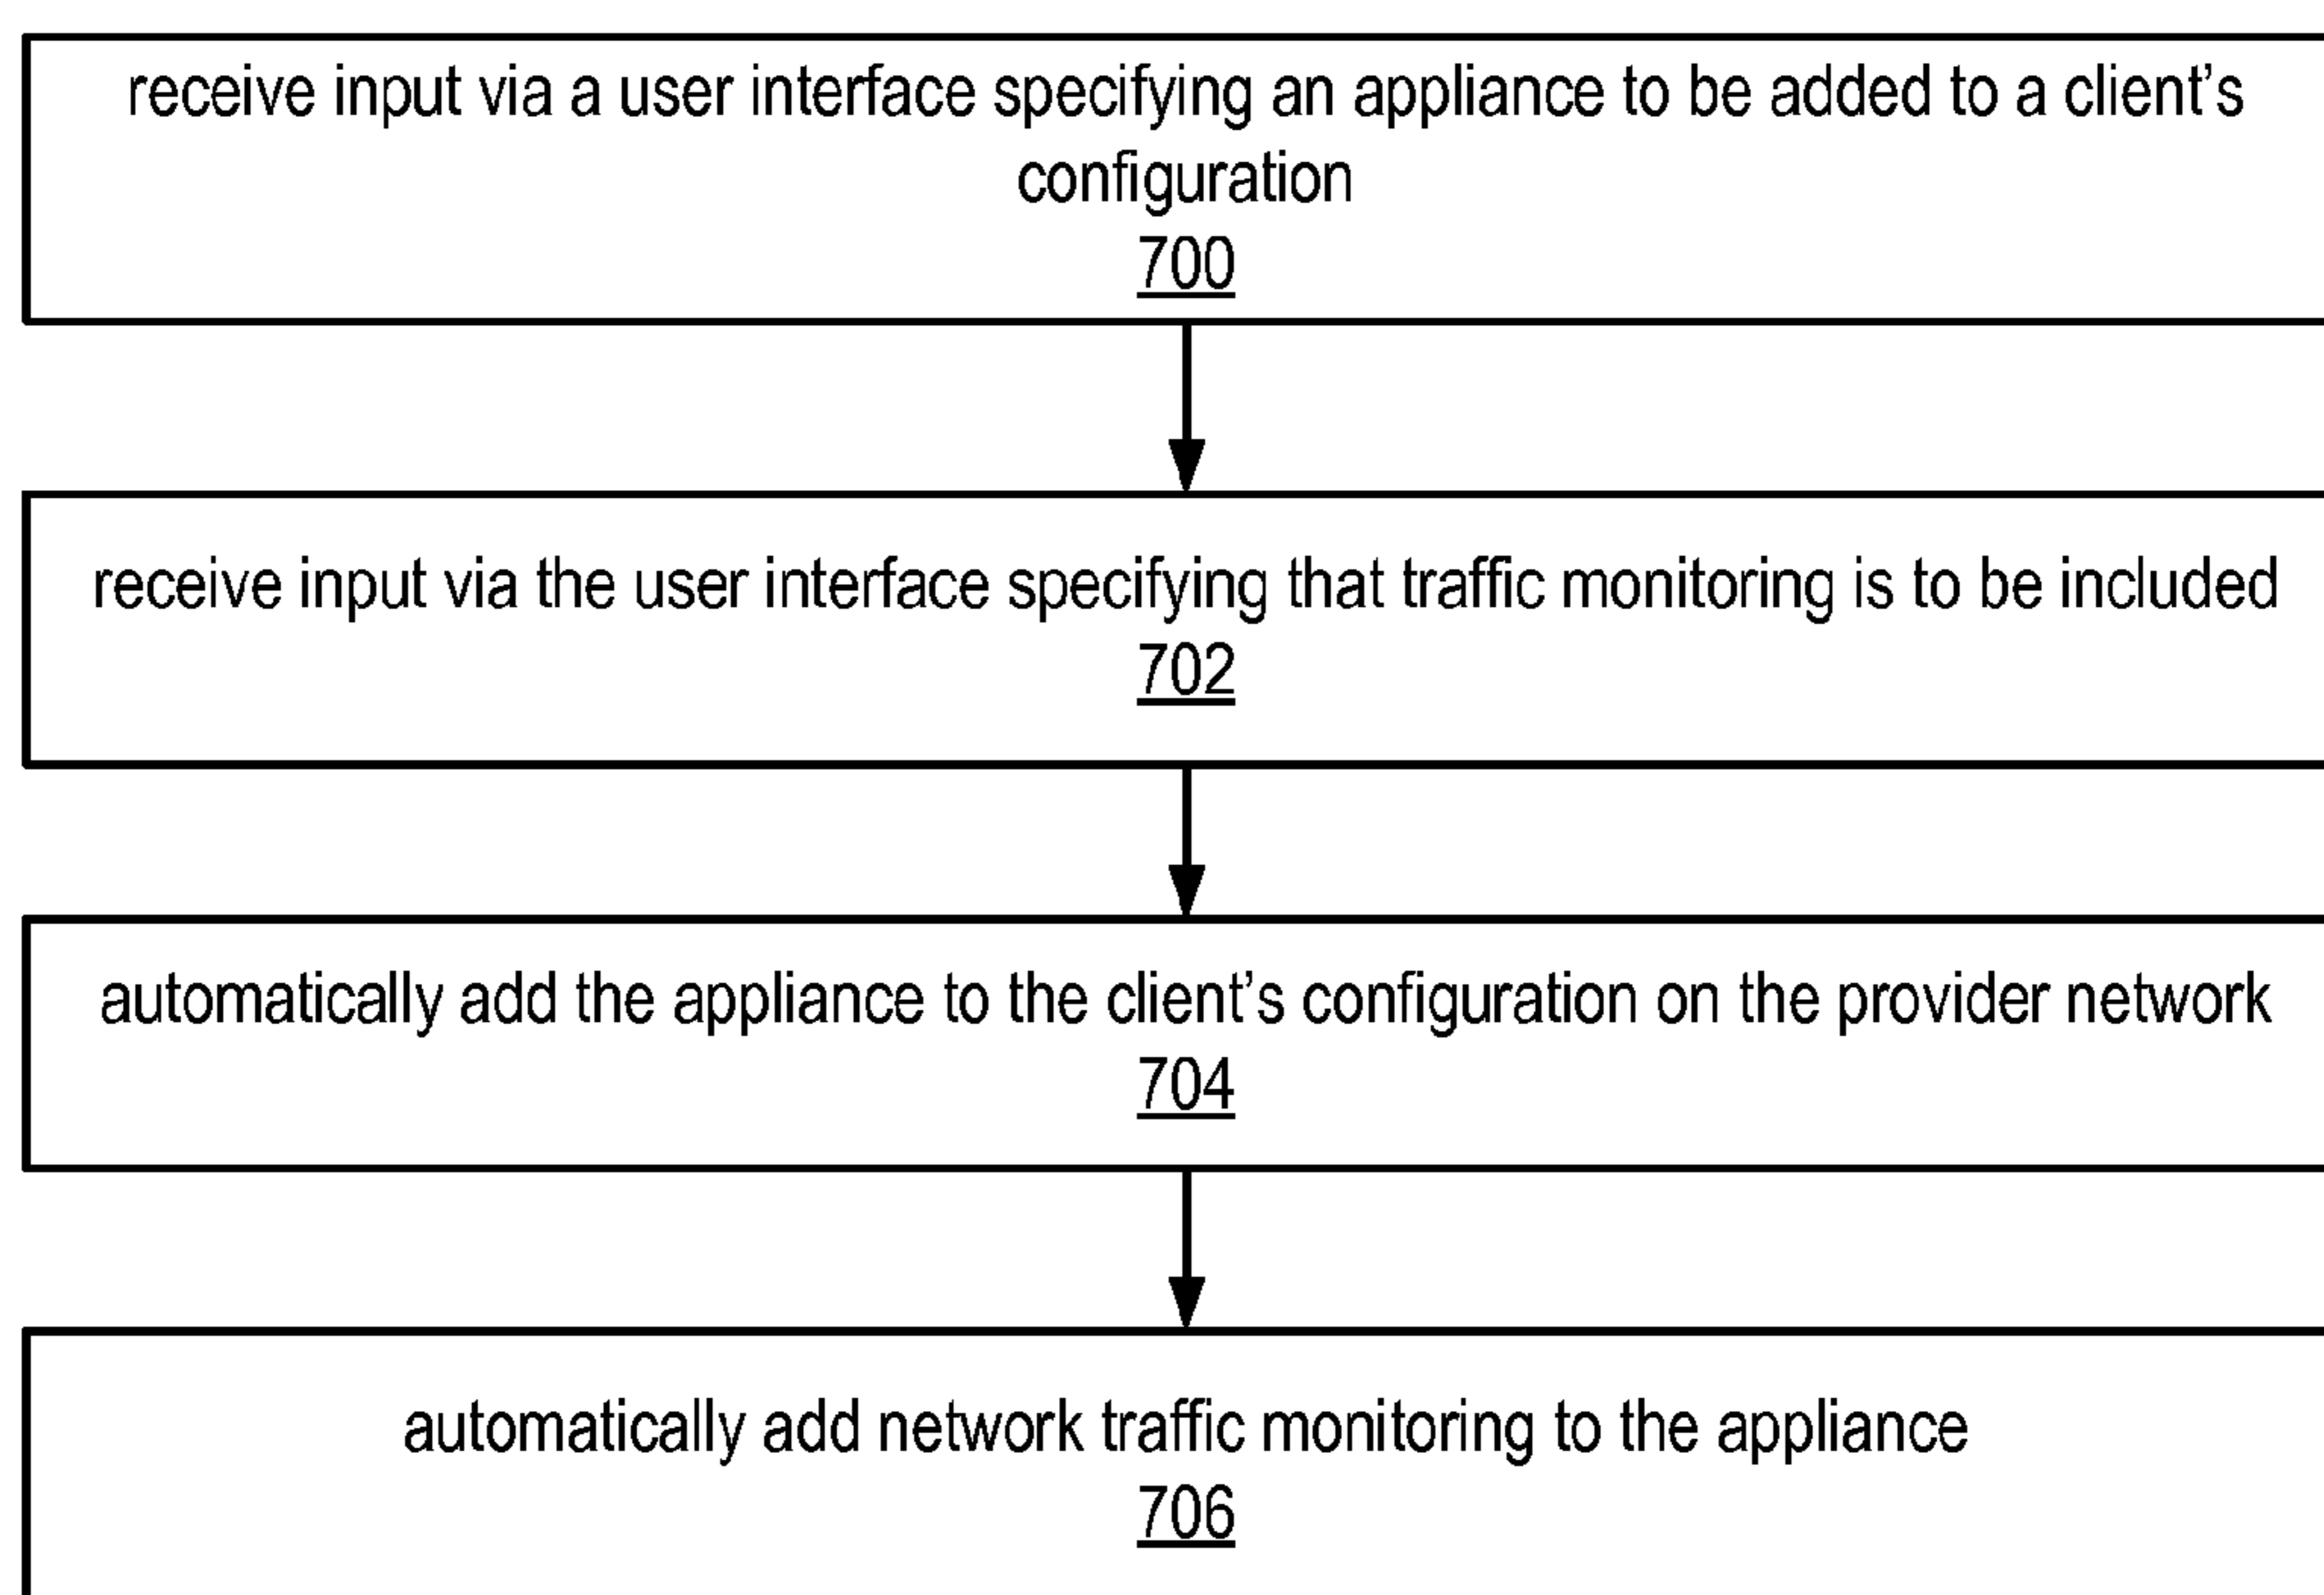 receive input via a user interface specifying an appliance to be added to a client’s
configuration
700
receive input via the user interface specifying that traffic monitoring is to be included
702
automatically add the appliance to the client’s configuration on the provider network
704
automatically add network traffic monitoring to the appliance
706